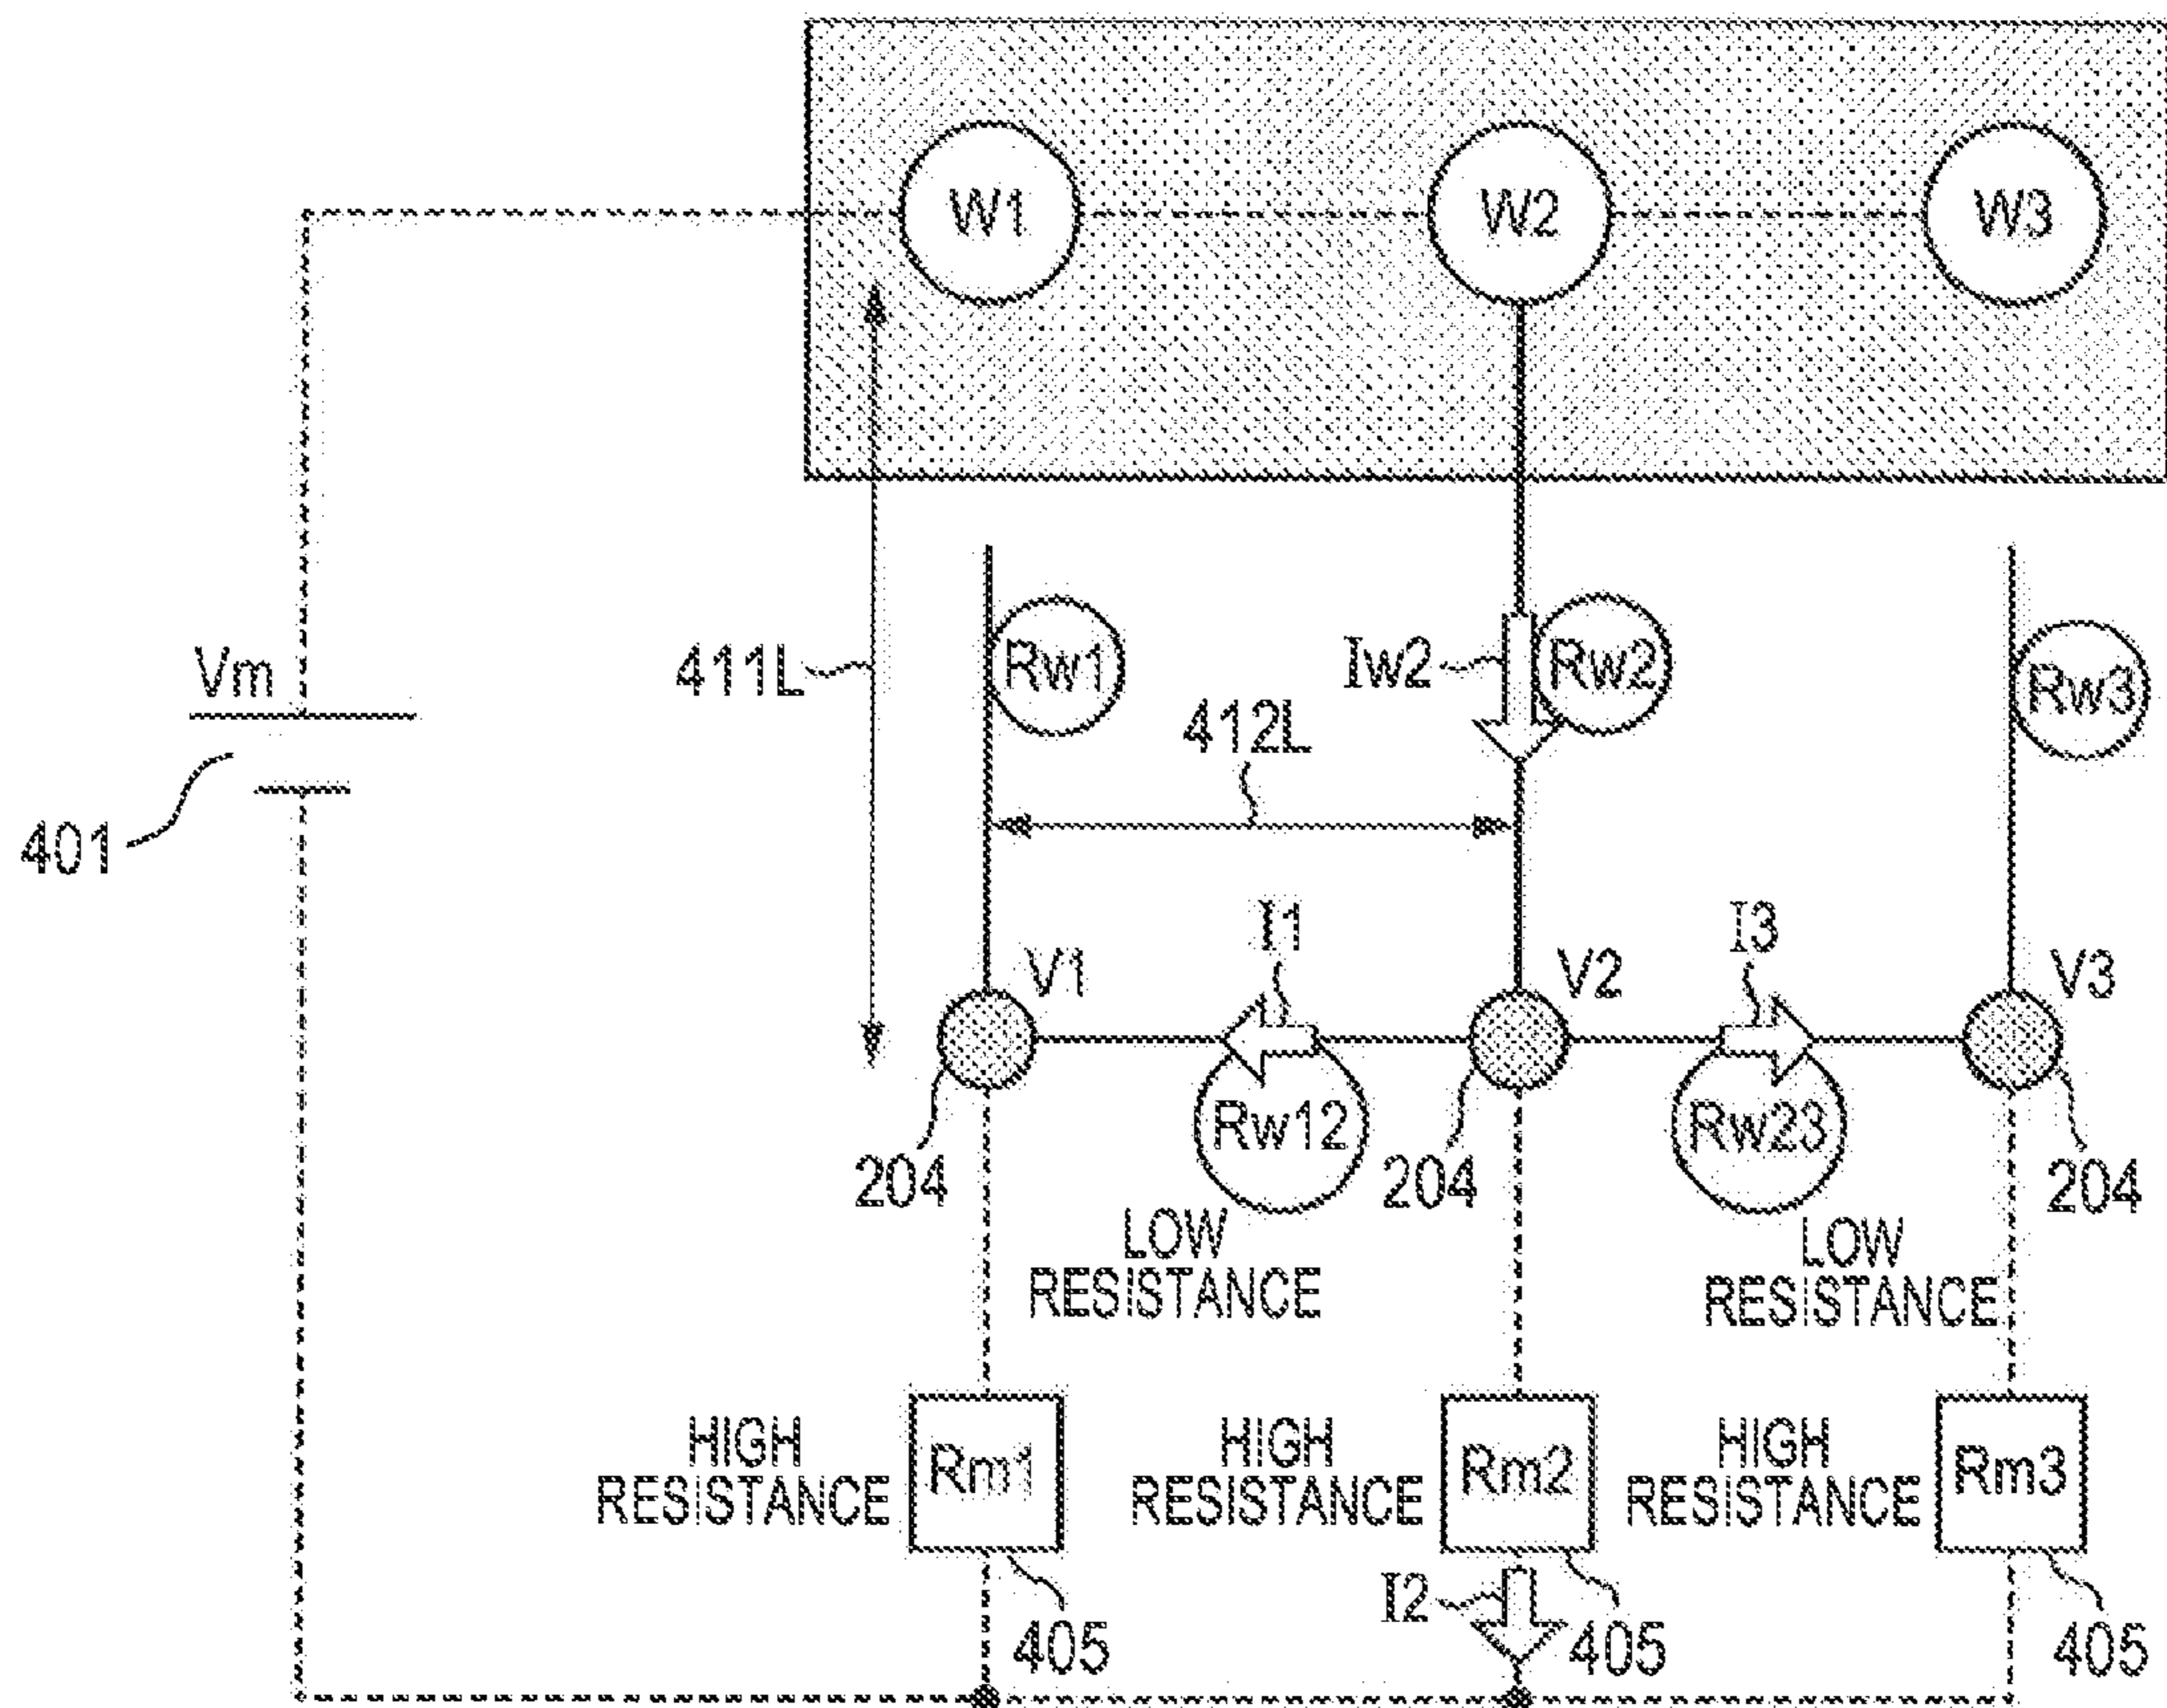 W1 W2 W3
Vm
411L
Rw1
Iw2
Rw2
Rw3
412L
401
I1
I3
V1
V2
V3
204
Rw12
204
Rw23
204
LOW
RESISTANCE
LOW
RESISTANCE
HIGH
RESISTANCE
Rm1
HIGH
RESISTANCE
Rm2
HIGH
RESISTANCE
Rm3
I2
405
405
405